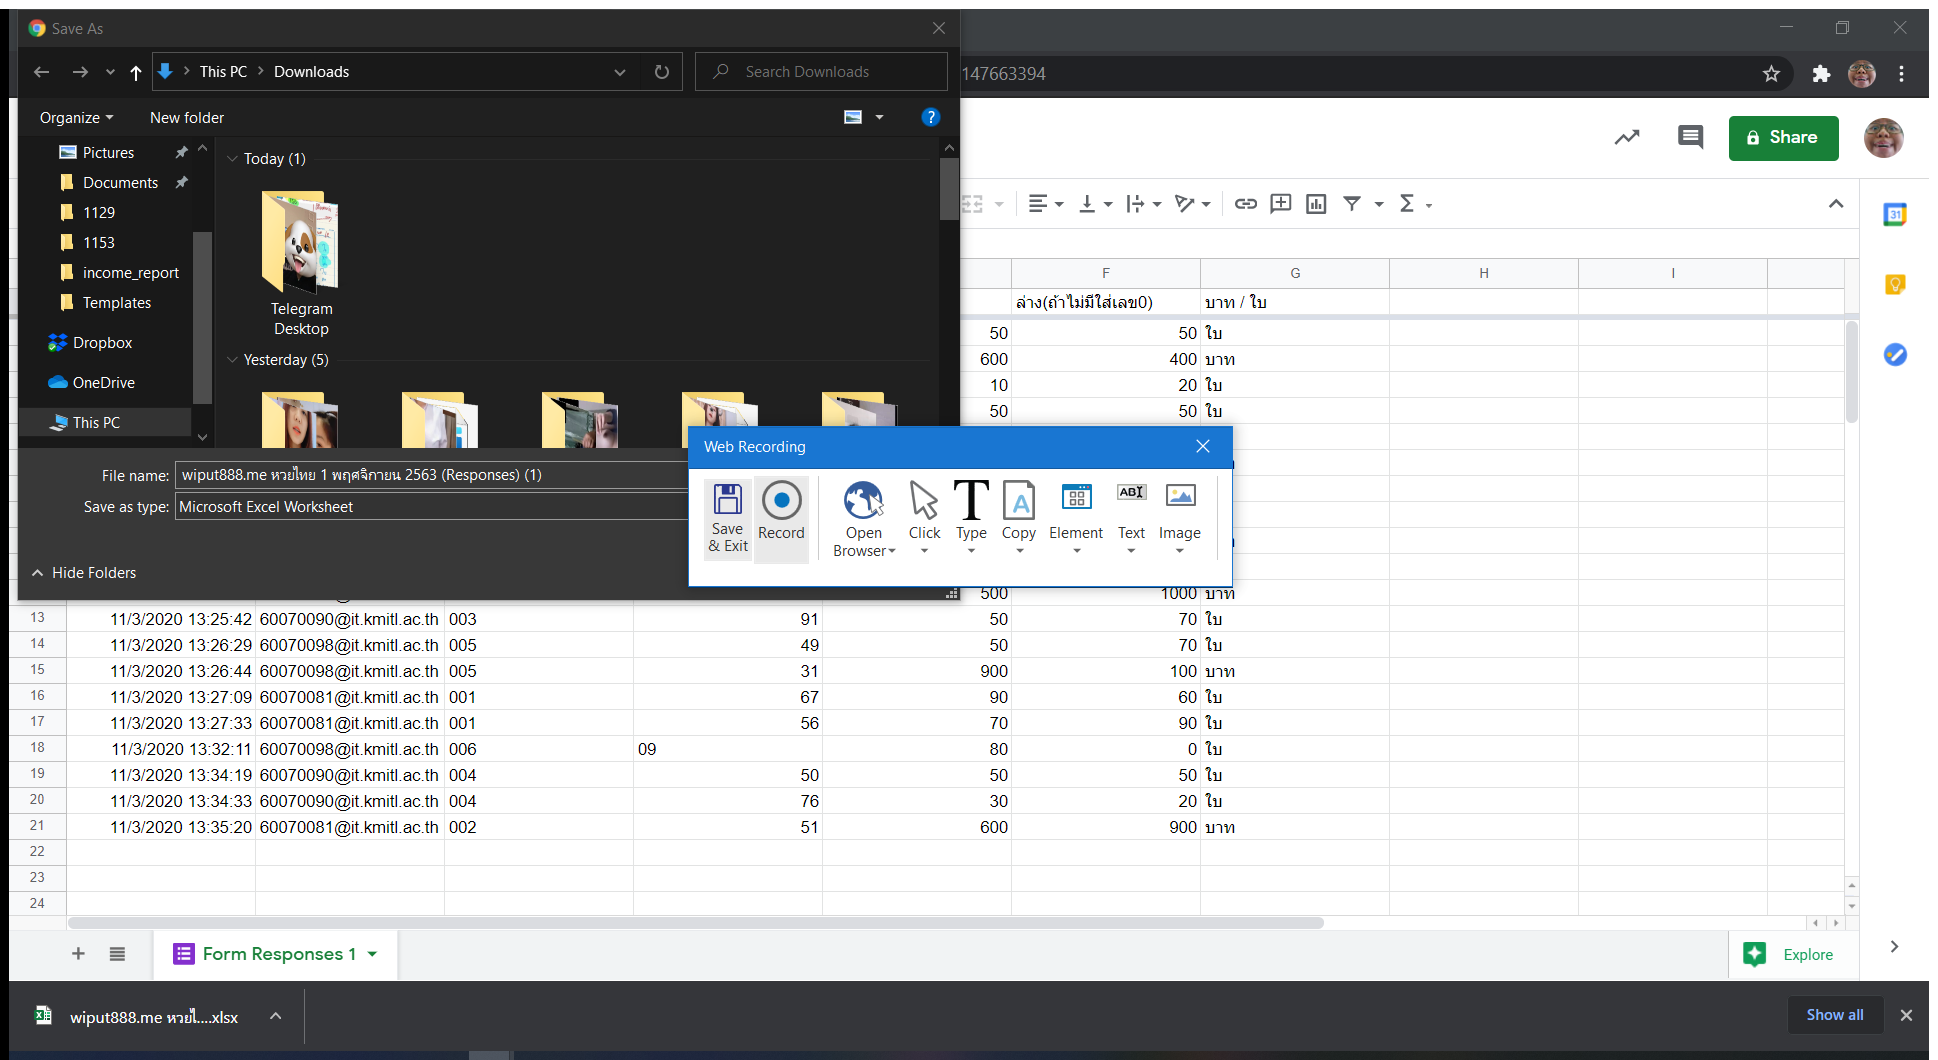 Save As
147663394
This PC
Downloads
Search Downloads
Organize
New folder
Share
Pictures
Documents
1129
1153
income_report
Templates
Dropbox
OneDrive
This PC
Today (1)
Telegram
Desktop
Yesterday (5)
File name: wiput888.me หวยไทย 1 พฤศจิกายน 2563 (Responses) (1)
Save as type: Microsoft Excel Worksheet
Hide Folders
Web Recording
Save
& Exit
Record
Open
Browser
Click
Type
Copy
Element
Text
Image
31
F G H I
ล่าง(ถ้าไม่มีใส่เลข0) บาท / ใบ
50 50 ใบ
600 400 บาท
10 20 ใบ
50 50 ใบ
500 1000 บาท
13 11/3/2020 13:25:42 60070090@it.kmitl.ac.th 003 91 50 70 ใบ
14 11/3/2020 13:26:29 60070098@it.kmitl.ac.th 005 49 50 70 ใบ
15 11/3/2020 13:26:44 60070098@it.kmitl.ac.th 005 31 900 100 บาท
16 11/3/2020 13:27:09 60070081@it.kmitl.ac.th 001 67 90 60 ใบ
17 11/3/2020 13:27:33 60070081@it.kmitl.ac.th 001 56 70 90 ใบ
18 11/3/2020 13:32:11 60070098@it.kmitl.ac.th 006 09 80 0 ใบ
19 11/3/2020 13:34:19 60070090@it.kmitl.ac.th 004 50 50 50 ใบ
20 11/3/2020 13:34:33 60070090@it.kmitl.ac.th 004 76 30 20 ใบ
21 11/3/2020 13:35:20 60070081@it.kmitl.ac.th 002 51 600 900 บาท
22
23
24
Form Responses 1
Explore
wiput888.me หวยไ....xlsx
Show all